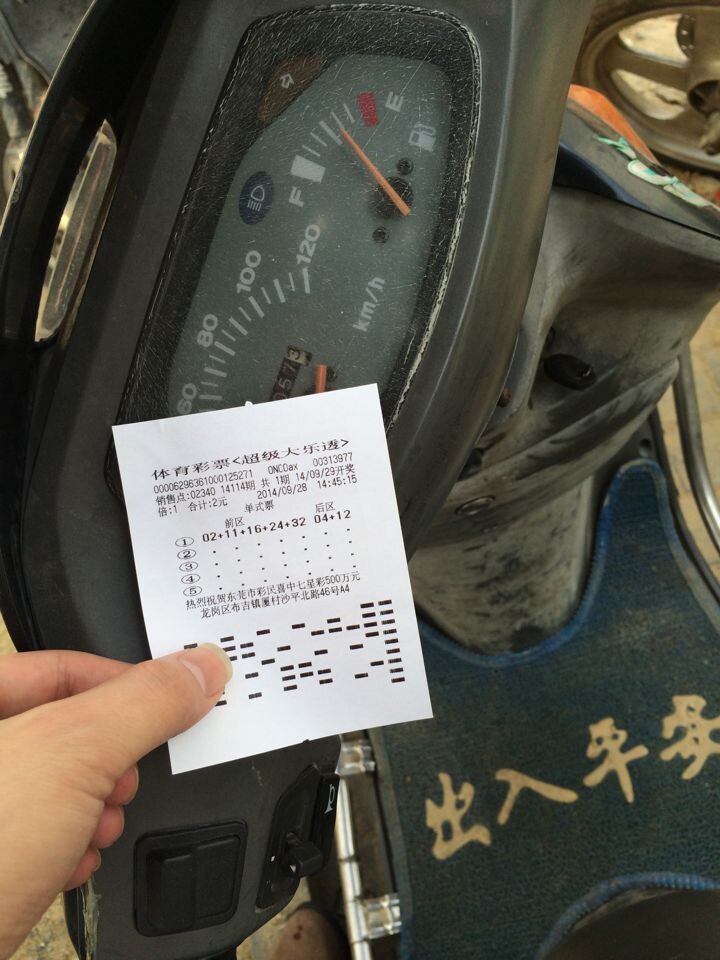 E
F
120
100
80
60
km/h
体育彩票<超级大乐透>
000062963610001252​71 ONCOax 00313977
销售点:02340 14114期 共 1期 14/09/29开奖
倍:1 合计:2元 2014/09/28 14:45:15
单式票
前区 后区
① 02+11+16+24+32 04+12
②
③
④
⑤
热烈祝贺东莞市彩民喜中七星彩500万元
龙岗区布吉镇厦村沙平北路46号A4
出入平安